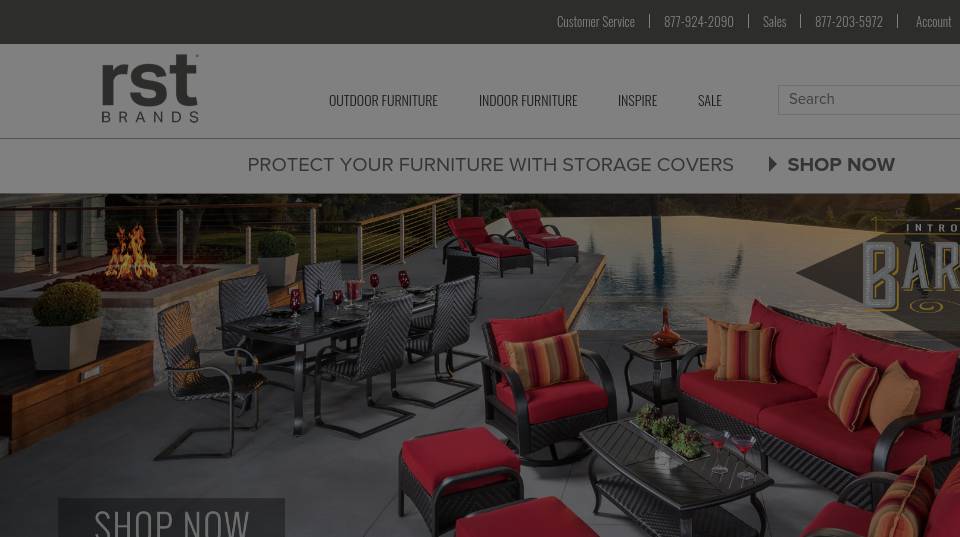 Customer Service
877-924-2090
Sales
877-203-5972
Account
rst
BRANDS
OUTDOOR FURNITURE
INDOOR FURNITURE
INSPIRE
SALE
Search
PROTECT YOUR FURNITURE WITH STORAGE COVERS
SHOP NOW
INTRO
BAR
SHOP NOW